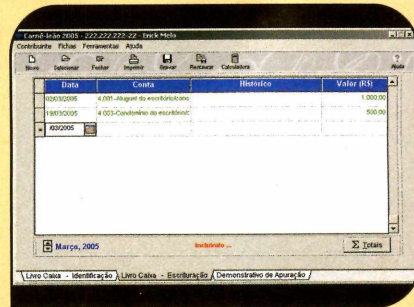 Carnê-leão 2005 - 222.222.222-22 - Erick Melo
Contribuinte Fichas Ferramentas Ajuda
Novo Selecionar Fechar Imprimir Gravar Restaurar Calculadora Ajuda
Data Conta Histórico Valor (R$)
02/03/2005 4.001-Aluguel do escritório/cons 1.000,00
19/03/2005 4.003-Condomínio do escritório/c 500,00
/03/2005
Março, 2005 Incluindo ... Σ Totais
Livro Caixa - Identificação Livro Caixa - Escrituração Demonstrativo de Apuração